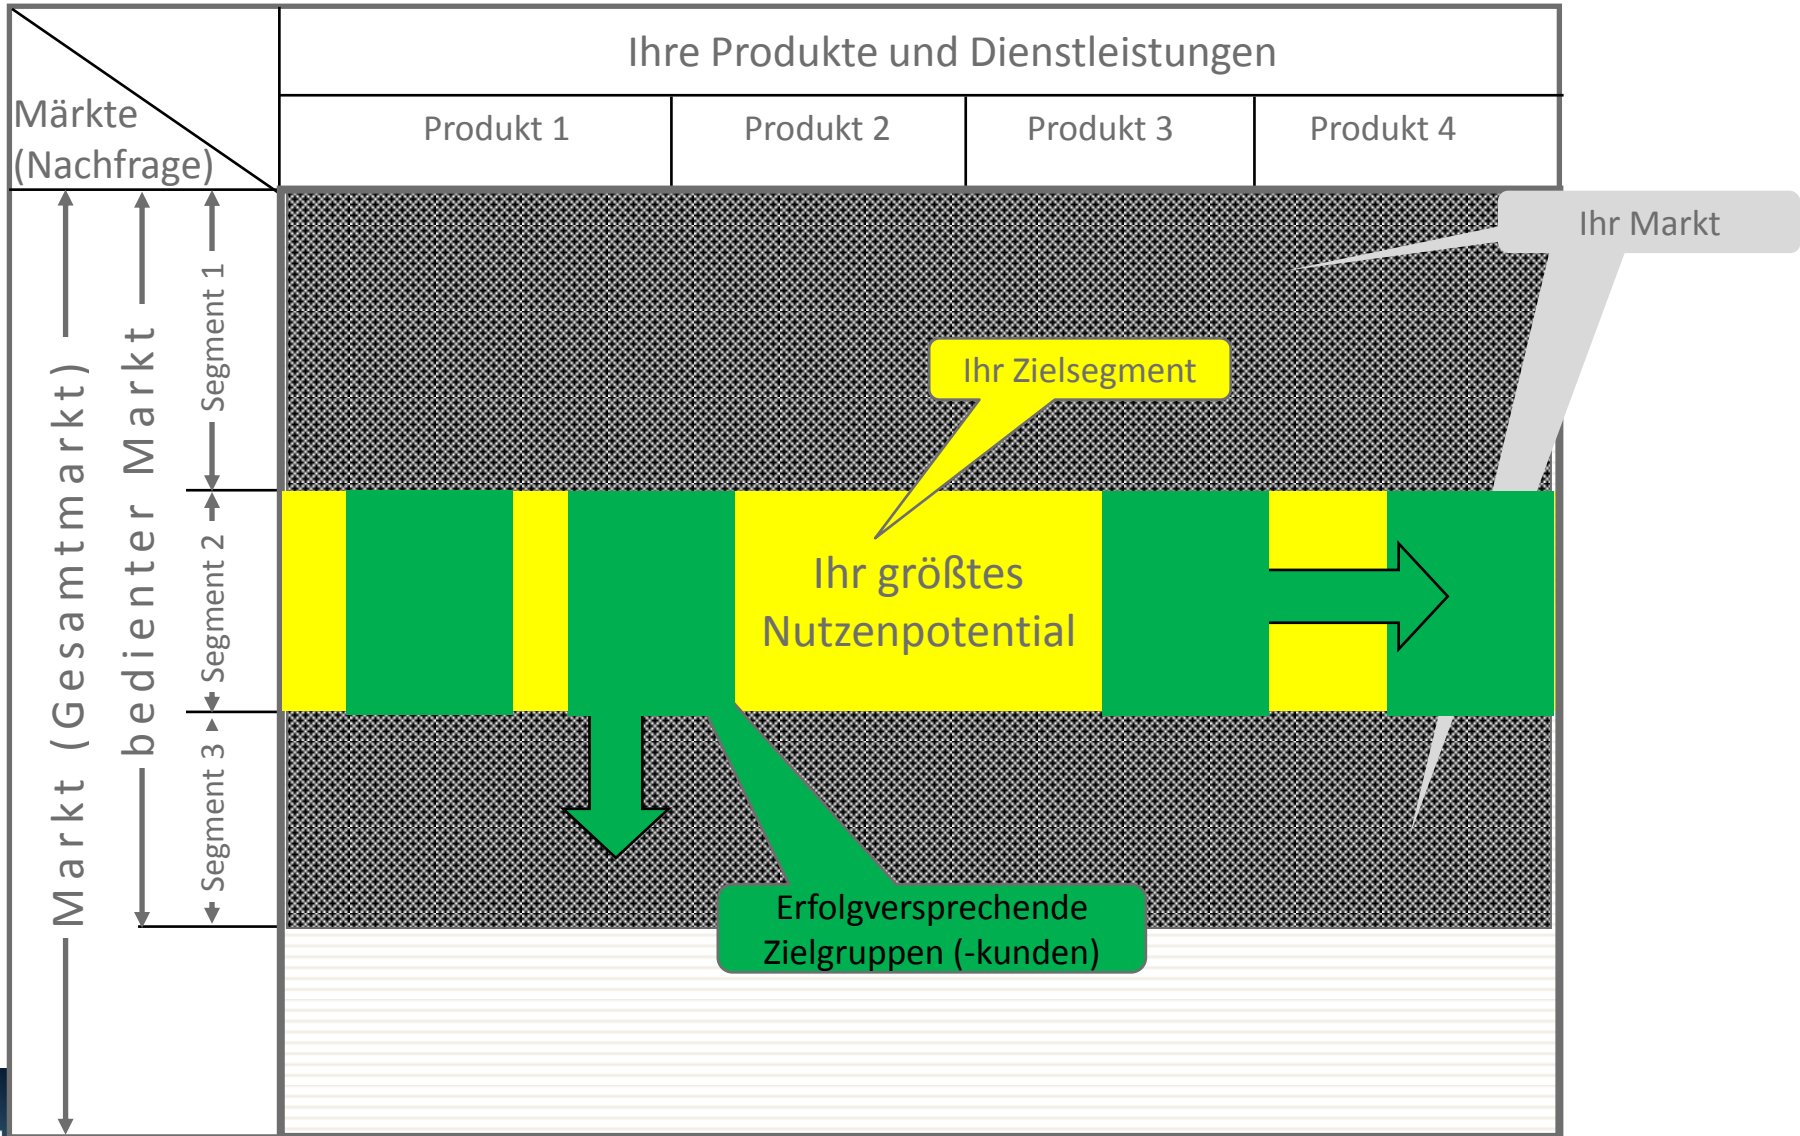 Ihre Produkte und Dienstleistungen
Märkte
(Nachfrage)
Produkt 1
Produkt 2
Produkt 3
Produkt 4
Ihr Markt
Markt (Gesamtmarkt)
bedienter Markt
Segment 1
Segment 2
Segment 3
Ihr Zielsegment
Ihr größtes
Nutzenpotential
Erfolgversprechende
Zielgruppen (-kunden)